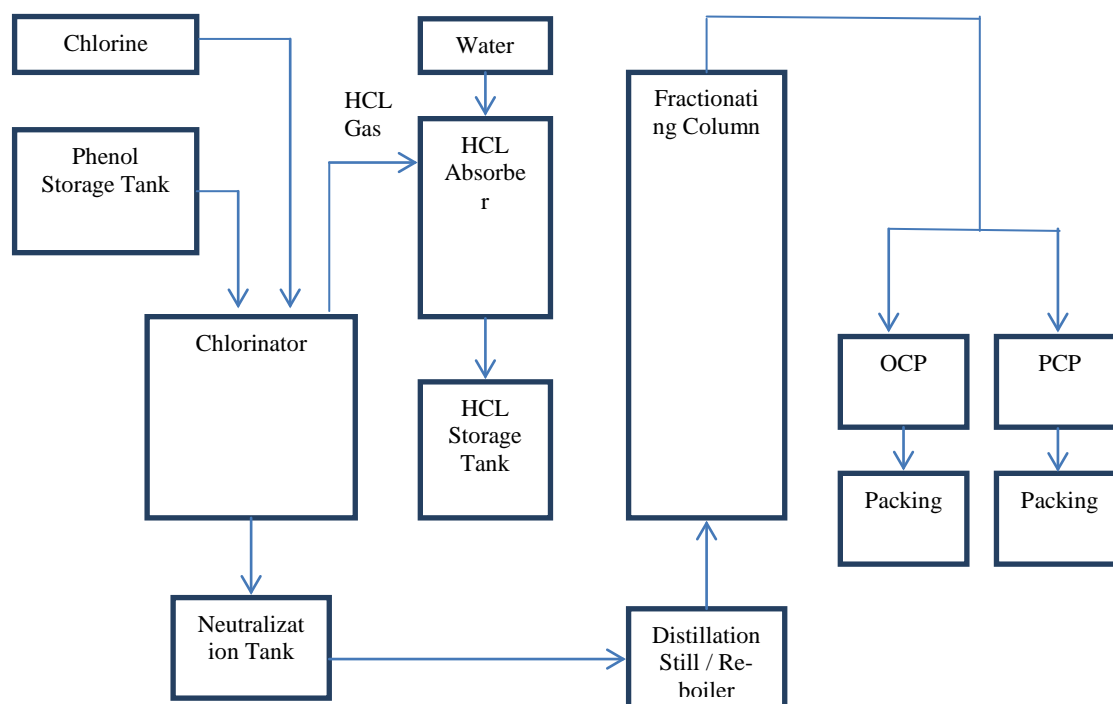 Chlorine
Water
HCL
Gas
Fractionati
ng Column
Phenol
Storage Tank
HCL
Absorbe
r
Chlorinator
OCP
PCP
HCL
Storage
Tank
Packing
Packing
Neutralizat
ion Tank
Distillation
Still / Re-
boiler